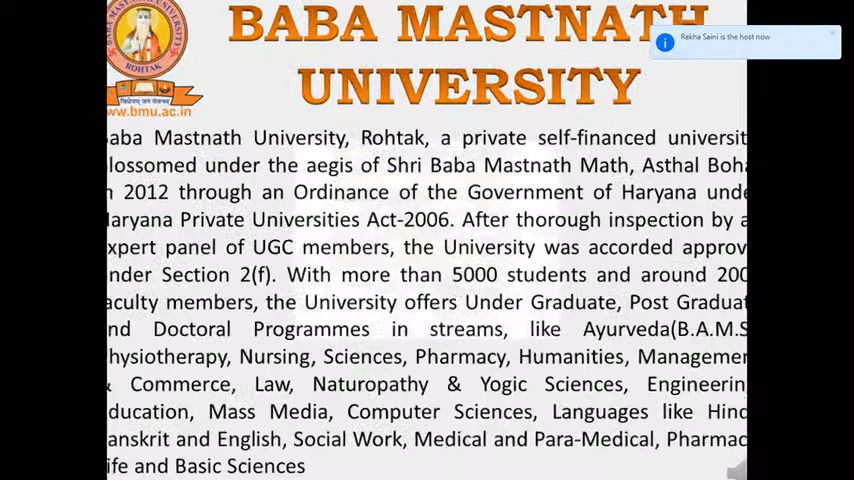 BABA MASTNATH
UNIVERSITY
Rekha Saini is the host now
BABA MASTNATH UNIVERSITY
ROHTAK
www.bmu.ac.in
aba Mastnath University, Rohtak, a private self-financed universit
lossomed under the aegis of Shri Baba Mastnath Math, Asthal Boha
n 2012 through an Ordinance of the Government of Haryana unde
aryana Private Universities Act-2006. After thorough inspection by a
xpert panel of UGC members, the University was accorded approv
nder Section 2(f). With more than 5000 students and around 200
aculty members, the University offers Under Graduate, Post Graduat
nd Doctoral Programmes in streams, like Ayurveda(B.A.M.S
hysiotherapy, Nursing, Sciences, Pharmacy, Humanities, Managemen
& Commerce, Law, Naturopathy & Yogic Sciences, Engineerin
ducation, Mass Media, Computer Sciences, Languages like Hind
anskrit and English, Social Work, Medical and Para-Medical, Pharmac
ife and Basic Sciences